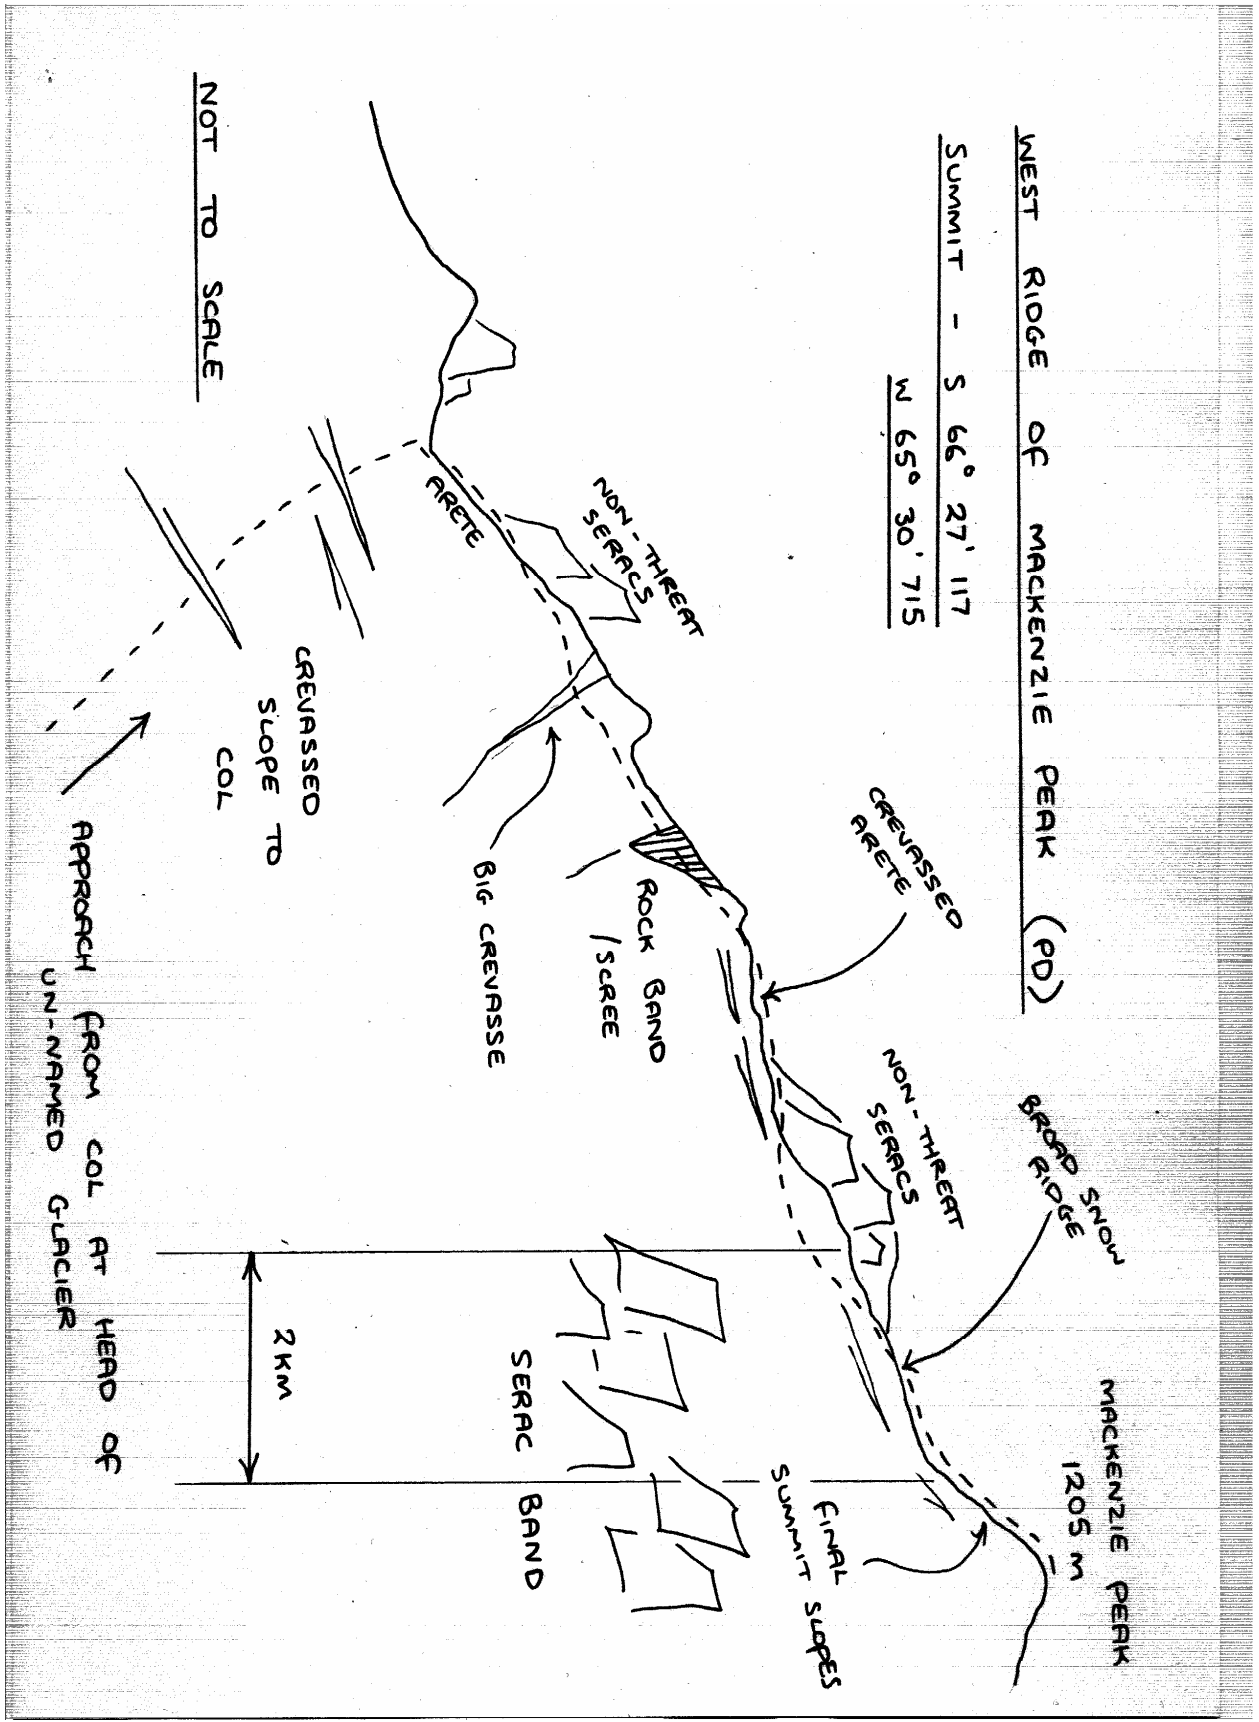 WEST RIDGE OF MACKENZIE PEAK (PD)
SUMMIT - S 66° 27' 117
W 65° 30' 715
MACKENZIE PEAK
1205 M
BROAD SNOW
RIDGE
CREVASSED
ARETE
NON-THREAT
SERACS
FINAL
SUMMIT SLOPES
NON-THREAT
SERACS
ARETE
ROCK BAND
/SCREE
BIG CREVASSE
SERAC BAND
CREVASSED
SLOPE TO
COL
2KM
NOT TO SCALE
APPROACH FROM COL AT HEAD OF
UN-NAMED GLACIER